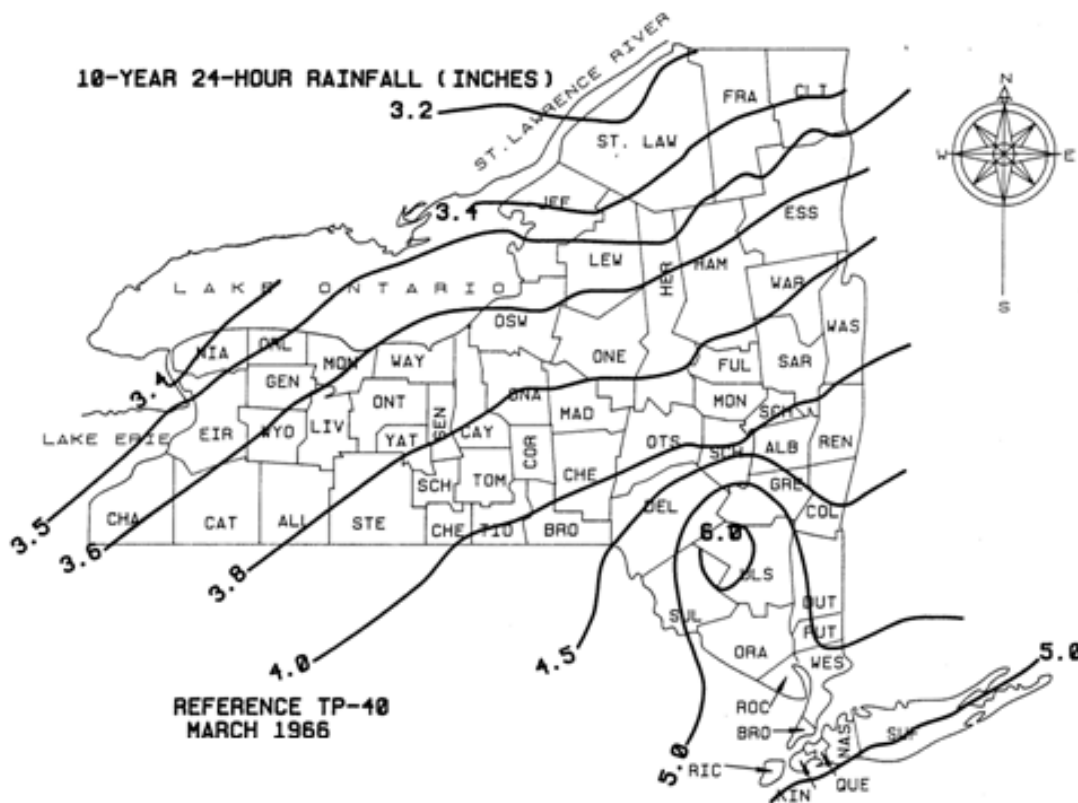 10-YEAR 24-HOUR RAINFALL (INCHES)
ST. LAWRENCE RIVER
3.2
FRA
CLI
ST. LAW
N
W
E
S
3.4
JEF
ESS
LEW
HER
HAM
LAKE ONTARIO
WAR
OSW
WAS
NIA
ORL
MON
WAY
ONE
FUL
SAR
3.4
GEN
ONT
SEN
ONA
MAD
MON
SCH
LAKE ERIE
EIR
WYO
LIV
YAT
CAY
COR
OTS
SCH
ALB
REN
SCH
TOM
CHE
DEL
GRE
COL
CHA
CAT
ALL
STE
CHE
TIO
BRO
6.0
3.5
3.6
3.8
4.0
4.5
ULS
DUT
SUL
PUT
ORA
WES
5.0
REFERENCE TP-40
MARCH 1966
ROC
BRO
NAS
SUF
5.0
RIC
KIN
QUE